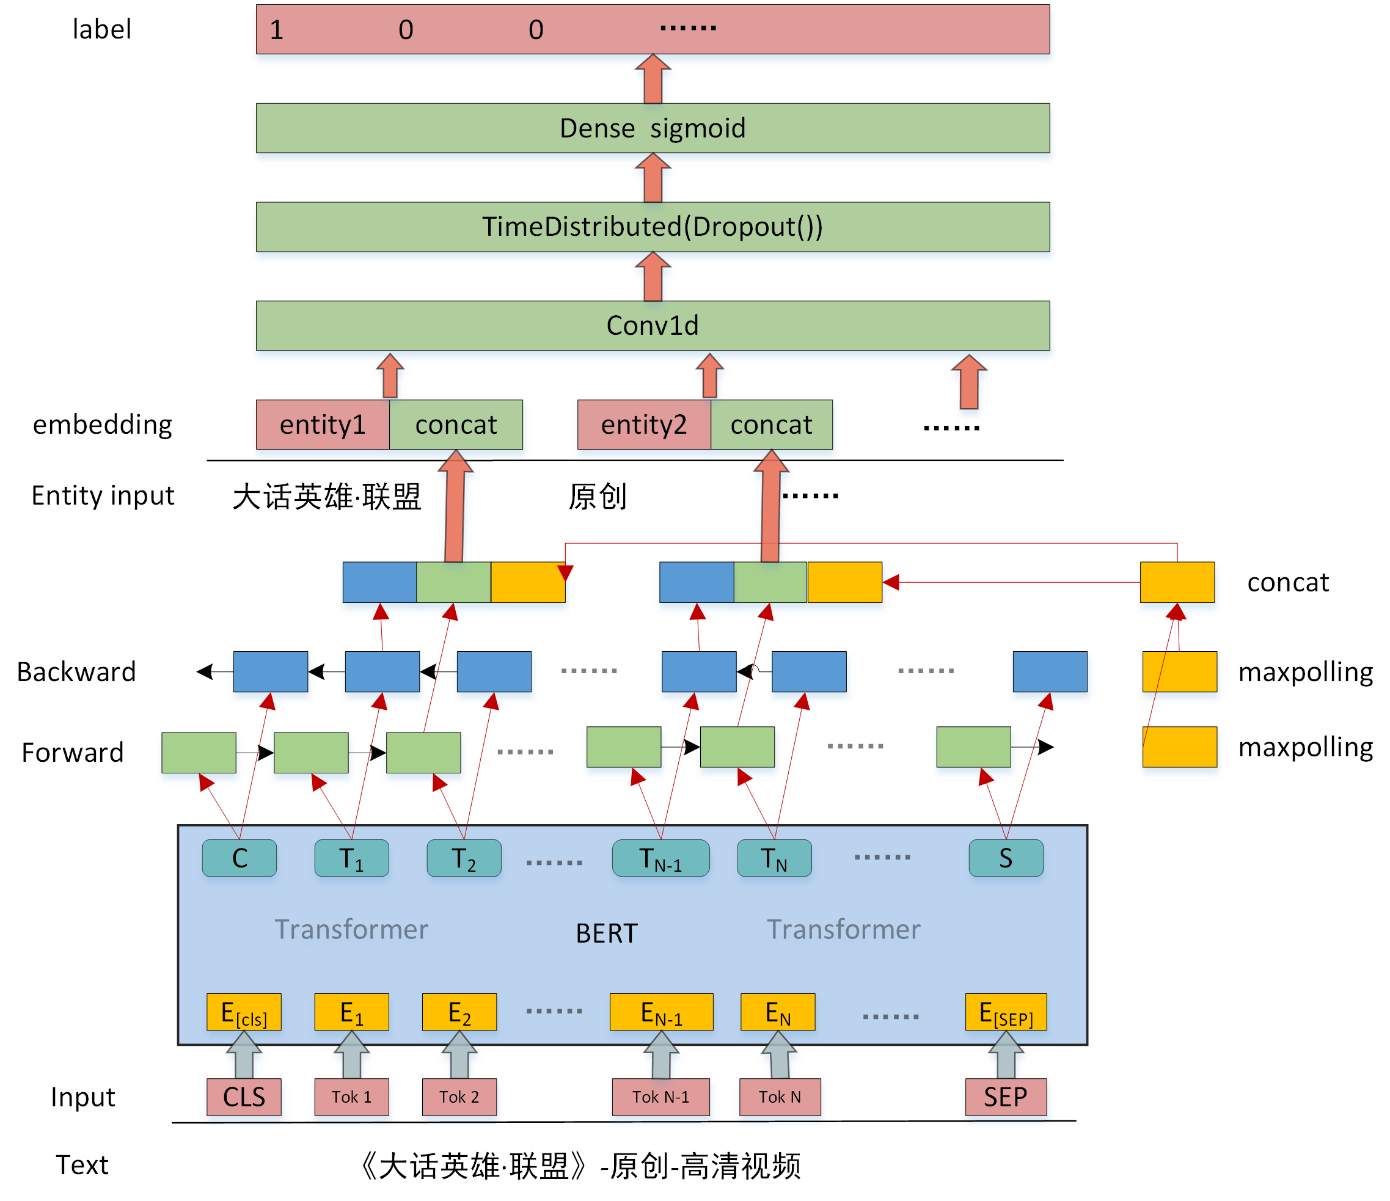 label 1 0 0 ……
Dense sigmoid
TimeDistributed(Dropout())
Conv1d
embedding entity1 concat entity2 concat ……
Entity input 大话英雄·联盟 原创 ……
concat
Backward …… …… maxpolling
Forward …… …… maxpolling
C T1 T2 …… TN-1 TN …… S
Transformer BERT Transformer
E[cls] E1 E2 …… EN-1 EN …… E[SEP]
Input CLS Tok 1 Tok 2 Tok N-1 Tok N SEP
Text 《大话英雄·联盟》-原创-高清视频